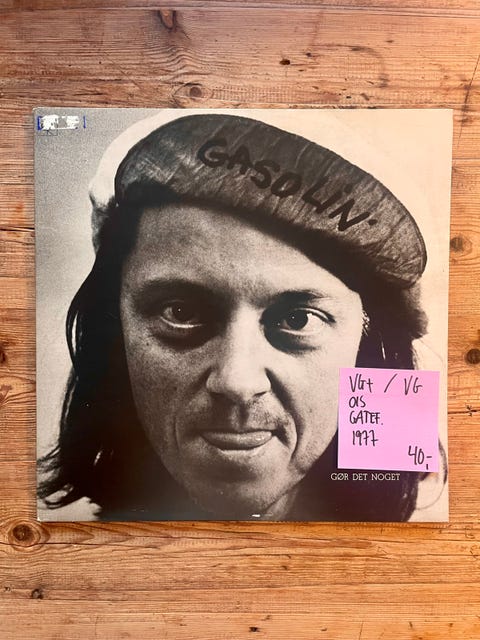 GASOLIN'
VG+ / VG
OIS
GATEF.
1977
40,-
GØR DET NOGET